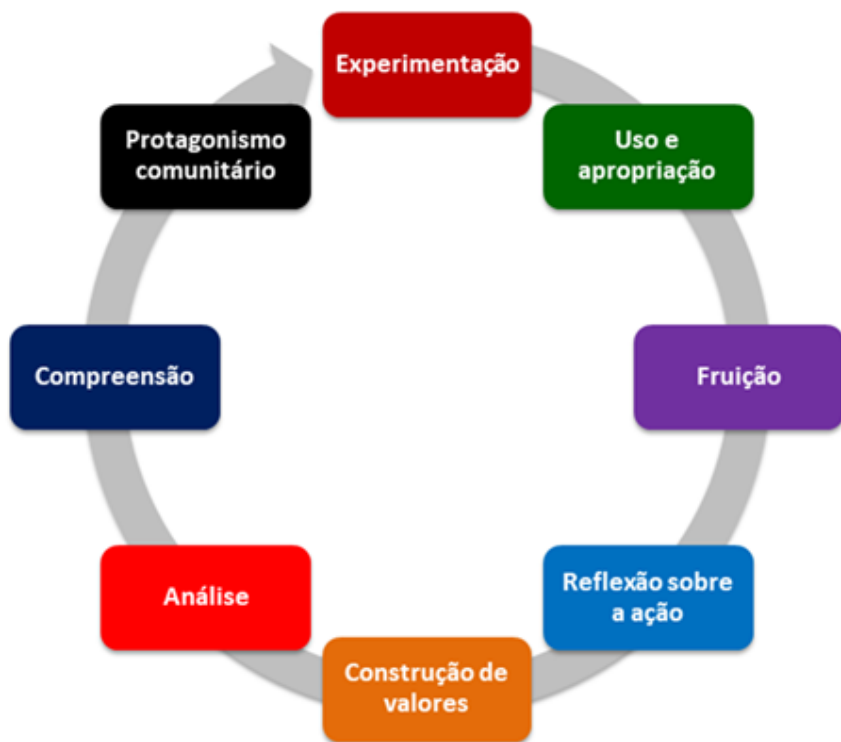 Experimentação
Uso e
apropriação
Fruição
Reflexão sobre
a ação
Construção de
valores
Análise
Compreensão
Protagonismo
comunitário